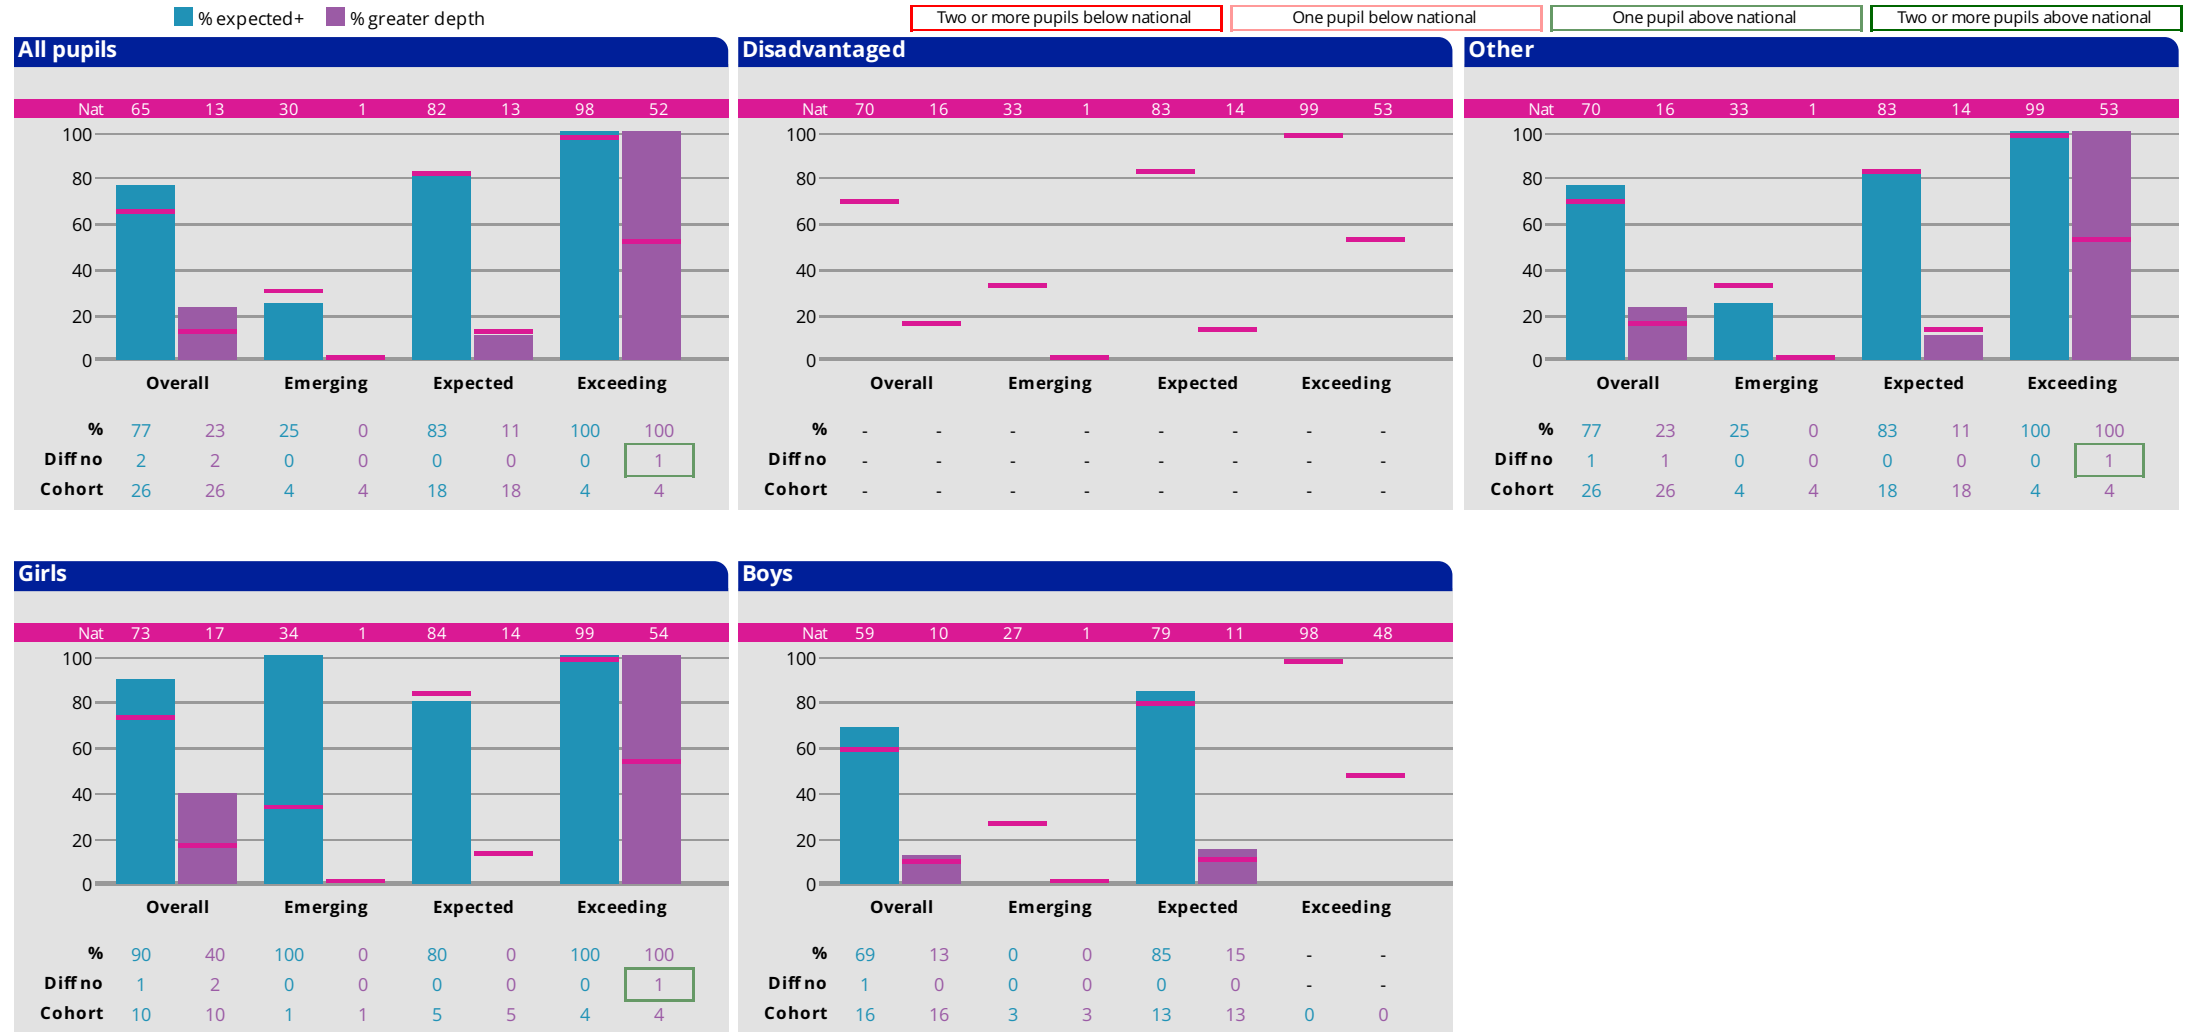 % expected+ % greater depth Two or more pupils below national One pupil below national One pupil above national Two or more pupils above national
All pupils
Nat 65 13 30 1 82 13 98 52
100
80
60
40
20
0
Overall Emerging Expected Exceeding
% 77 23 25 0 83 11 100 100
Diff no 2 2 0 0 0 0 0 1
Cohort 26 26 4 4 18 18 4 4
Disadvantaged
Nat 70 16 33 1 83 14 99 53
100
80
60
40
20
0
Overall Emerging Expected Exceeding
% - - - - - - - -
Diff no - - - - - - - -
Cohort - - - - - - - -
Other
Nat 70 16 33 1 83 14 99 53
100
80
60
40
20
0
Overall Emerging Expected Exceeding
% 77 23 25 0 83 11 100 100
Diff no 1 1 0 0 0 0 0 1
Cohort 26 26 4 4 18 18 4 4
Girls
Nat 73 17 34 1 84 14 99 54
100
80
60
40
20
0
Overall Emerging Expected Exceeding
% 90 40 100 0 80 0 100 100
Diff no 1 2 0 0 0 0 0 1
Cohort 10 10 1 1 5 5 4 4
Boys
Nat 59 10 27 1 79 11 98 48
100
80
60
40
20
0
Overall Emerging Expected Exceeding
% 69 13 0 0 85 15 - -
Diff no 1 0 0 0 0 0 - -
Cohort 16 16 3 3 13 13 0 0